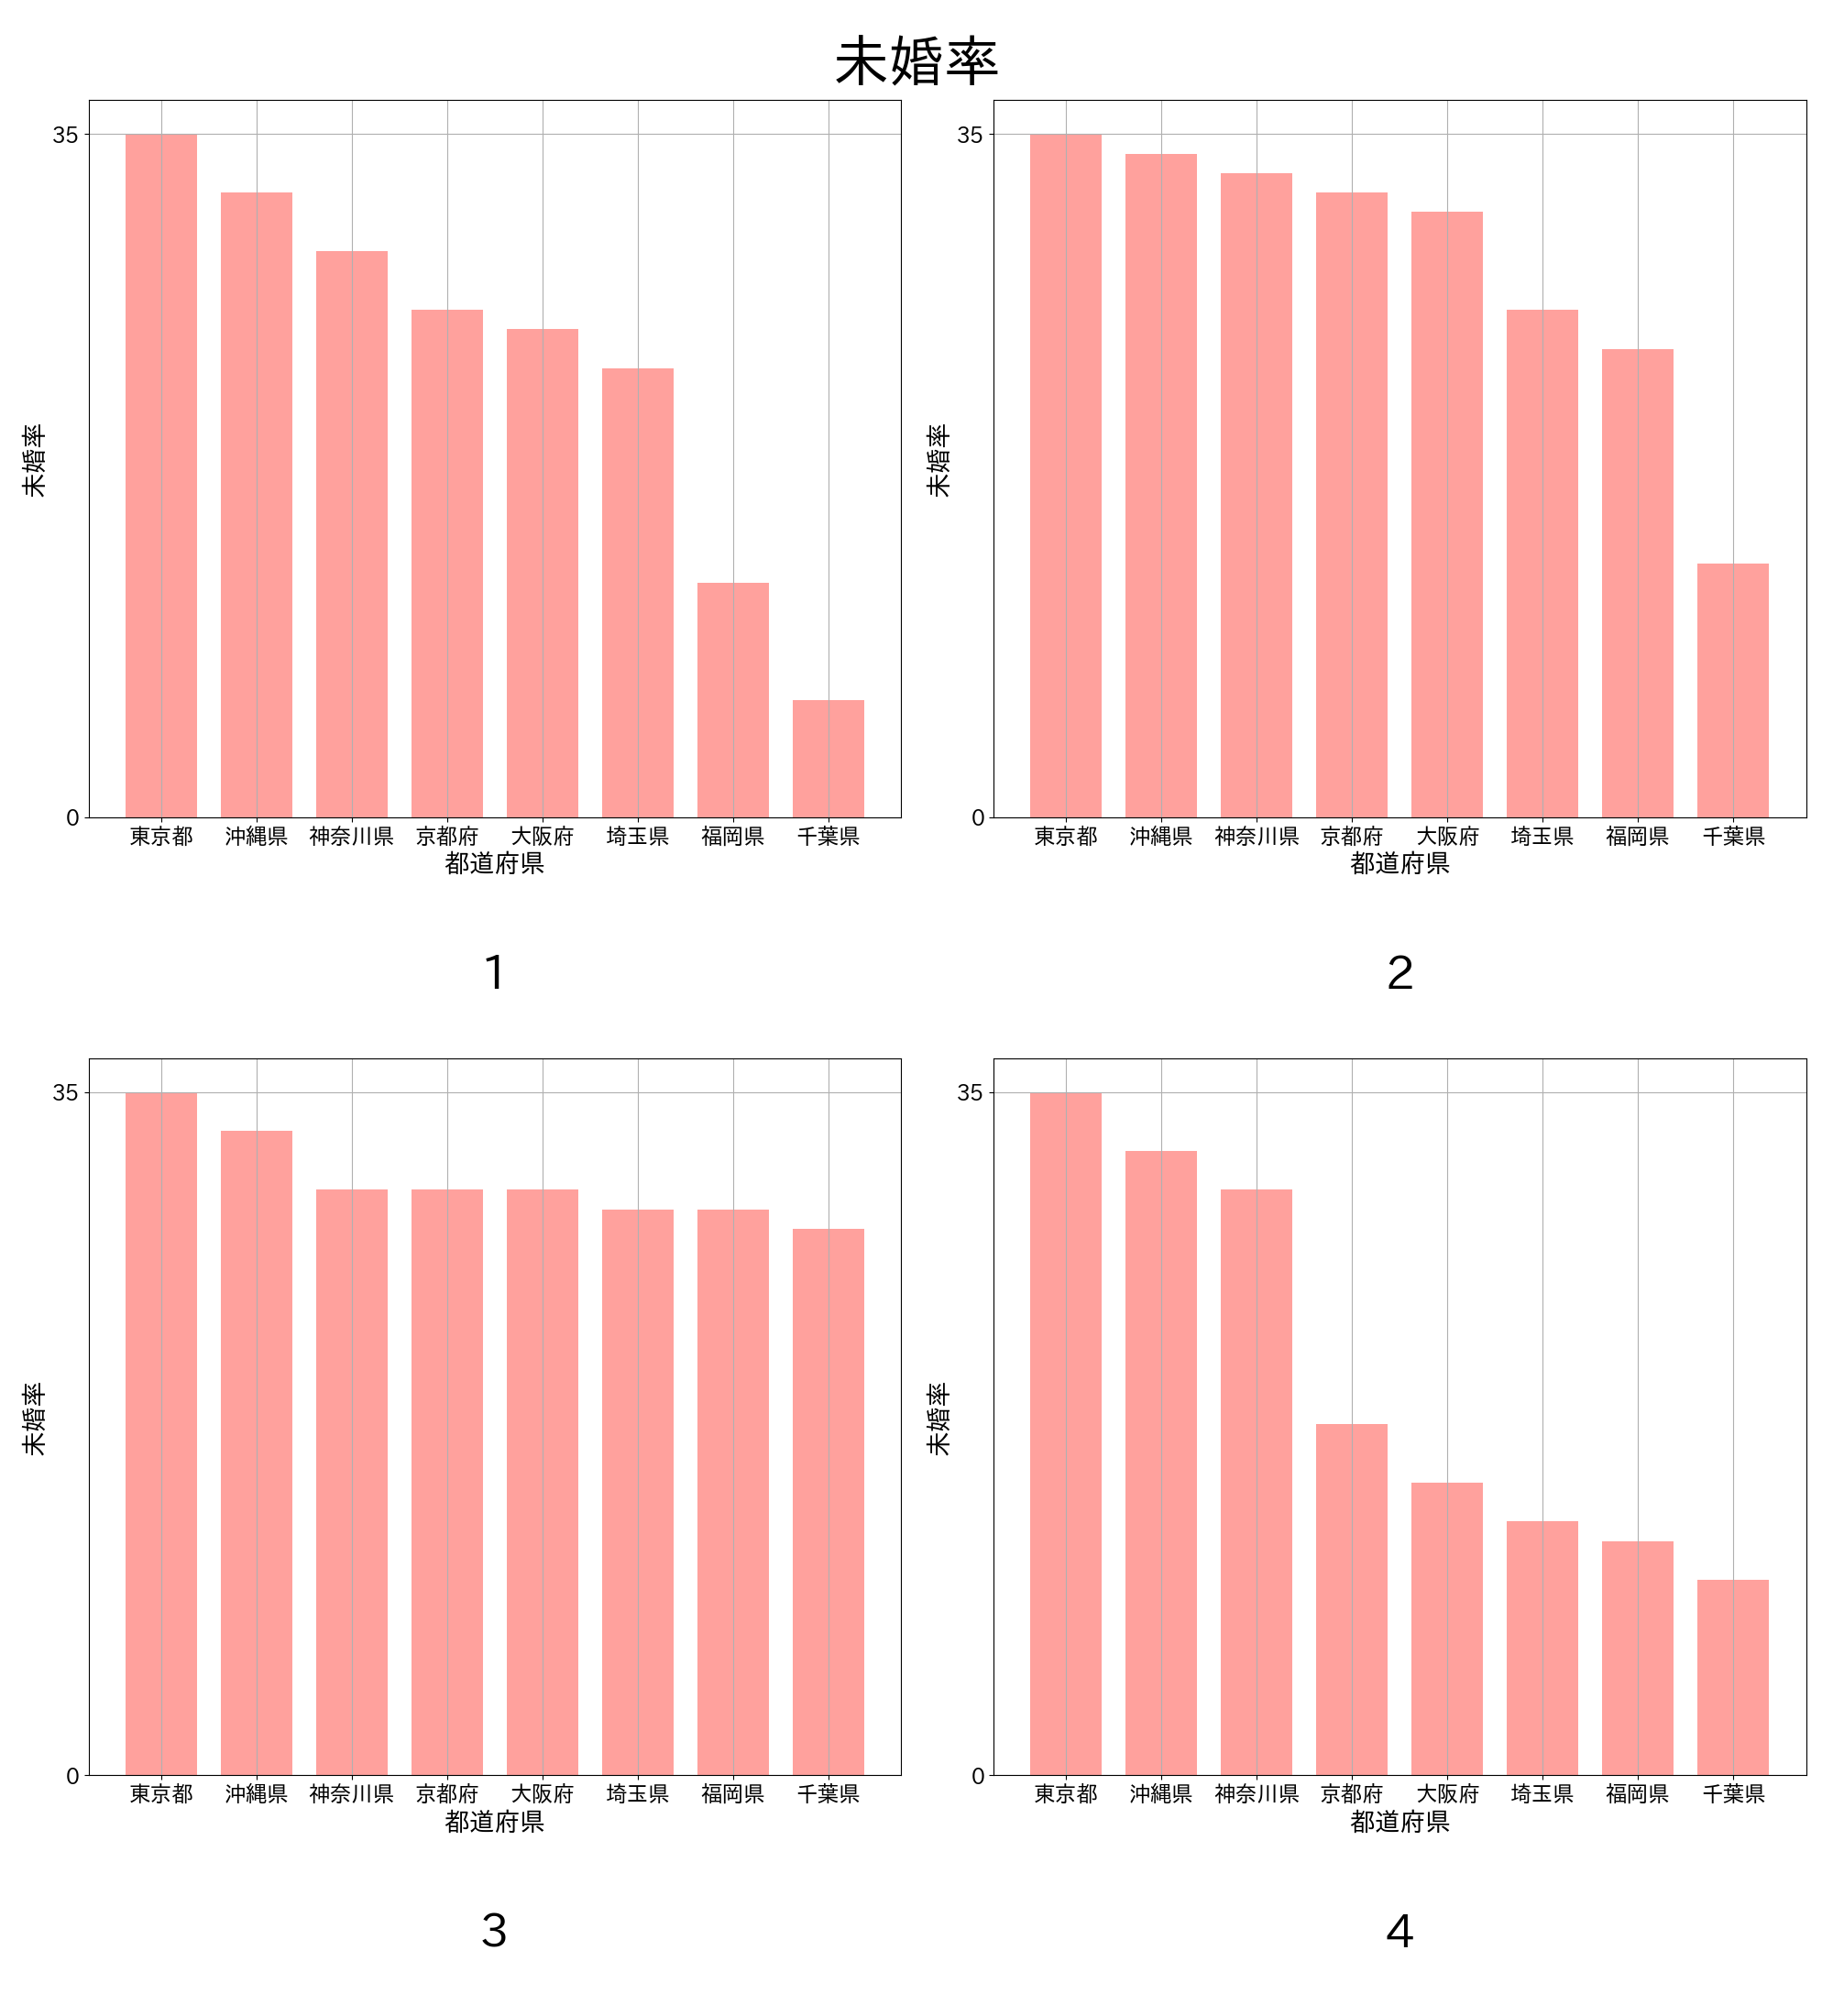 未婚率
35
0
未婚率
東京都 沖縄県 神奈川県 京都府 大阪府 埼玉県 福岡県 千葉県
都道府県
1
35
0
未婚率
東京都 沖縄県 神奈川県 京都府 大阪府 埼玉県 福岡県 千葉県
都道府県
2
35
0
未婚率
東京都 沖縄県 神奈川県 京都府 大阪府 埼玉県 福岡県 千葉県
都道府県
3
35
0
未婚率
東京都 沖縄県 神奈川県 京都府 大阪府 埼玉県 福岡県 千葉県
都道府県
4